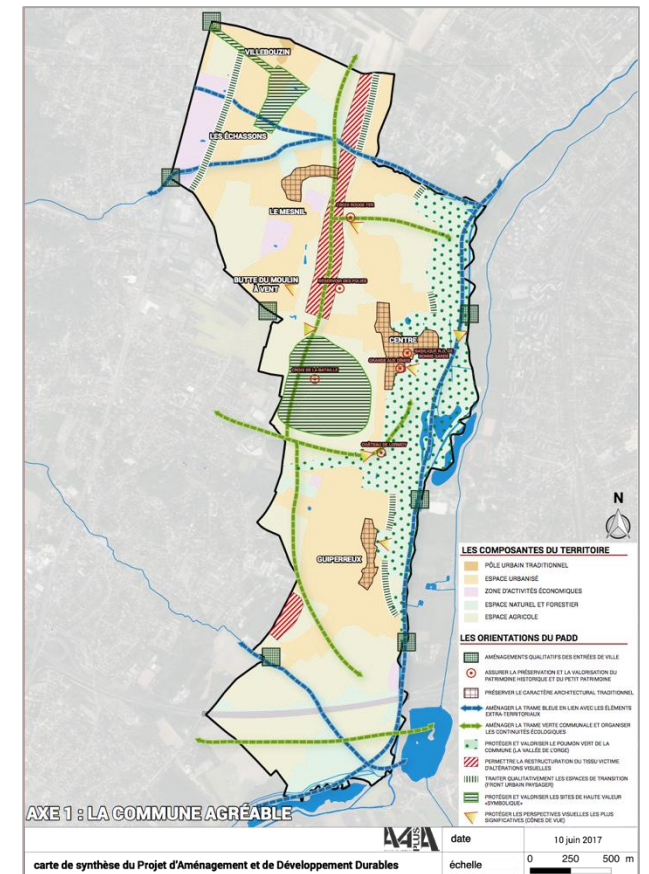 VILLEBOUZIN
LES ÉCHASSONS
LE MESNIL
BUTTE DU MOULIN
À VENT
CENTRE
CROIX DE LA BATAILLE
GUIPERREUX
N
LES COMPOSANTES DU TERRITOIRE
PÔLE URBAIN TRADITIONNEL
ESPACE URBANISÉ
ZONE D'ACTIVITÉS ÉCONOMIQUES
ESPACE NATUREL ET FORESTIER
ESPACE AGRICOLE
LES ORIENTATIONS DU PADD
AMÉNAGEMENTS QUALITATIFS DES ENTRÉES DE VILLE
ASSURER LA PRÉSERVATION ET LA VALORISATION DU
PATRIMOINE HISTORIQUE ET DU PETIT PATRIMOINE
PRÉSERVER LE CARACTÈRE ARCHITECTURAL TRADITIONNEL
AMÉNAGER LA TRAME BLEUE EN LIEN AVEC LES ÉLÉMENTS
EXTRA-TERRITORIAUX
AMÉNAGER LA TRAME VERTE COMMUNALE ET ORGANISER
LES CONTINUITÉS ÉCOLOGIQUES
PROTÉGER ET VALORISER LE POUMON VERT DE LA
COMMUNE (LA VALLÉE DE L'ORGE)
PERMETTRE LA RESTRUCTURATION DU TISSU VICTIME
D'ALTÉRATIONS VISUELLES
TRAITER QUALITATIVEMENT LES ESPACES DE TRANSITION
(FRONT URBAIN PAYSAGER)
PROTÉGER ET VALORISER LES SITES DE HAUTE VALEUR
«SYMBOLIQUE»
PROTÉGER LES PERSPECTIVES VISUELLES LES PLUS
SIGNIFICATIVES (CÔNES DE VUE)
AXE 1 : LA COMMUNE AGRÉABLE
A4A PLUS
date
10 juin 2017
carte de synthèse du Projet d'Aménagement et de Développement Durables
échelle
0 250 500 m